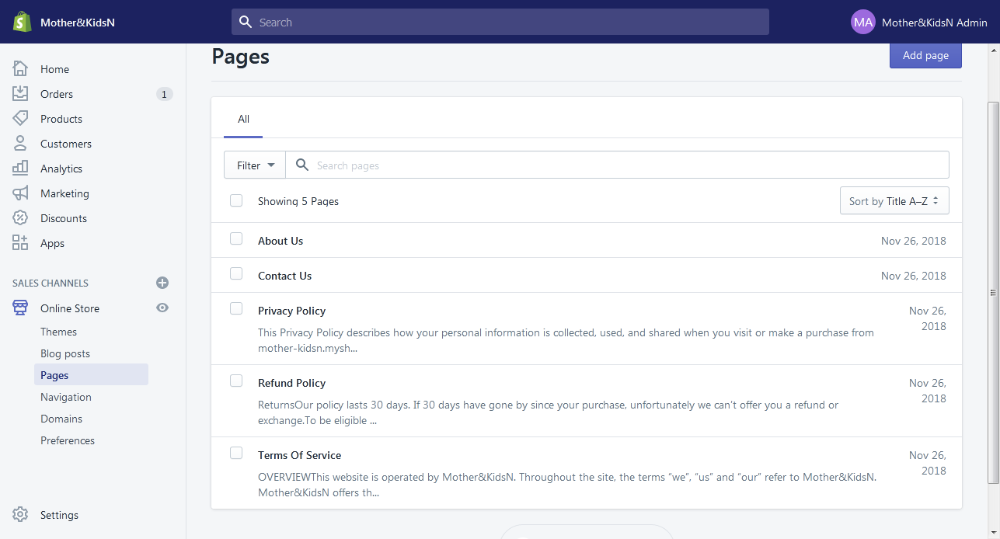 Mother&KidsN
Search
MA
Mother&KidsN Admin
Home
Orders
1
Products
Customers
Analytics
Marketing
Discounts
Apps
SALES CHANNELS
Online Store
Themes
Blog posts
Pages
Navigation
Domains
Preferences
Settings
Pages
Add page
All
Filter
Search pages
Showing 5 Pages
Sort by Title A–Z
About Us
Nov 26, 2018
Contact Us
Nov 26, 2018
Privacy Policy
Nov 26,
2018
This Privacy Policy describes how your personal information is collected, used, and shared when you visit or make a purchase from
mother-kidsn.mysh...
Refund Policy
Nov 26,
2018
ReturnsOur policy lasts 30 days. If 30 days have gone by since your purchase, unfortunately we can’t offer you a refund or
exchange.To be eligible ...
Terms Of Service
Nov 26,
2018
OVERVIEWThis website is operated by Mother&KidsN. Throughout the site, the terms “we”, “us” and “our” refer to Mother&KidsN.
Mother&KidsN offers th...